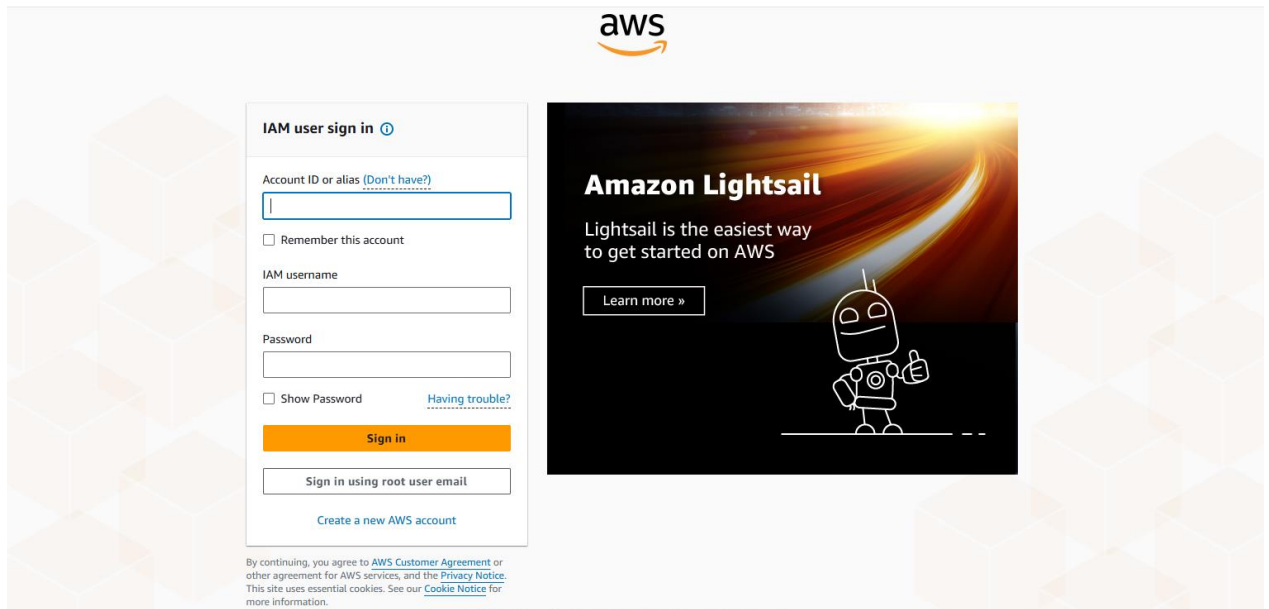 aws
IAM user sign in
Account ID or alias (Don't have?)
Remember this account
IAM username
Password
Show Password
Having trouble?
Sign in
Sign in using root user email
Create a new AWS account
By continuing, you agree to AWS Customer Agreement or
other agreement for AWS services, and the Privacy Notice.
This site uses essential cookies. See our Cookie Notice for
more information.
Amazon Lightsail
Lightsail is the easiest way
to get started on AWS
Learn more »